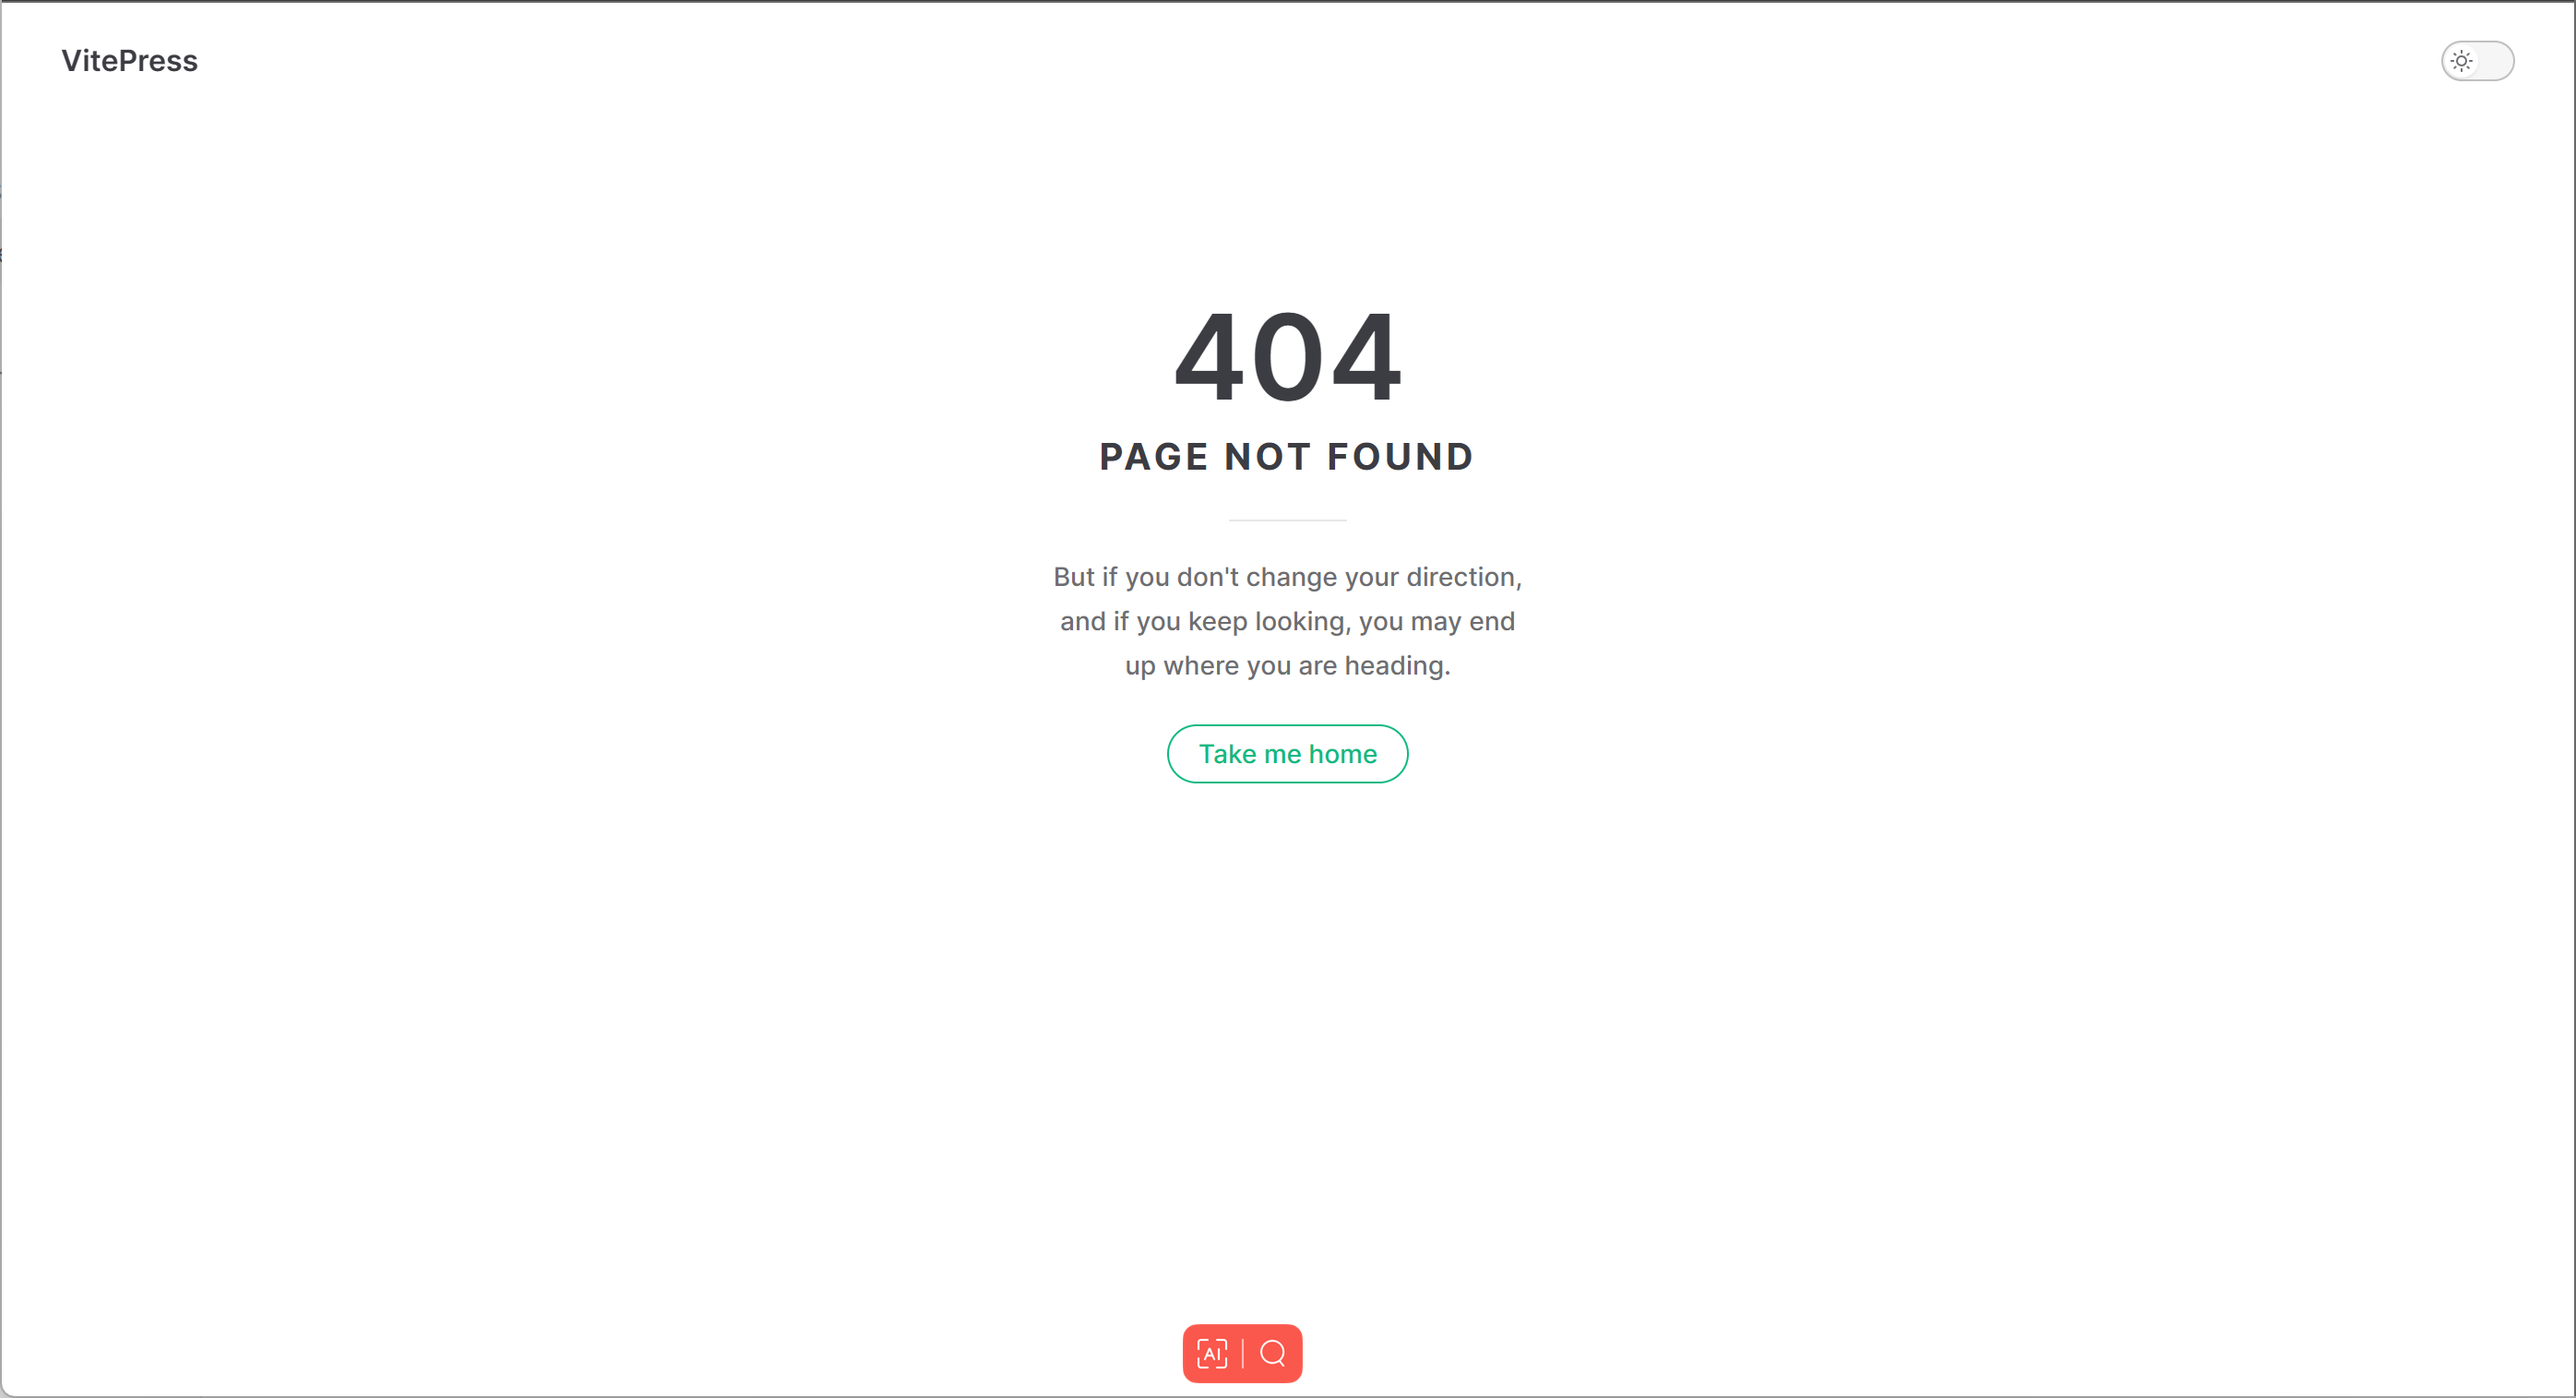 VitePress
404
PAGE NOT FOUND
But if you don't change your direction,
and if you keep looking, you may end
up where you are heading.
Take me home
AI